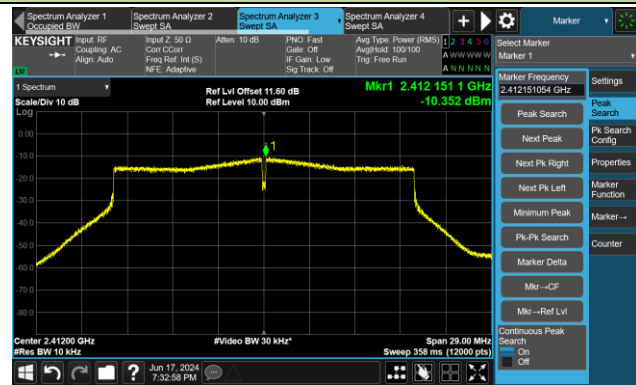 Spectrum Analyzer 1
Occupied BW
Spectrum Analyzer 2
Swept SA
Spectrum Analyzer 3
Swept SA
Spectrum Analyzer 4
Swept SA
Marker
KEYSIGHT
Input: RF
Coupling: AC
Align: Auto
Input Z: 50 Ω
Corr CCorr
Freq Ref: Int (S)
NFE: Adaptive
Atten: 10 dB
PNO: Fast
Gate: Off
IF Gain: Low
Sig Track: Off
Avg Type: Power (RMS)
Avg|Hold: 100/100
Trig: Free Run
1 2 3 4 5 6
A W W W W W
A N N N N N
Select Marker
Marker 1
1 Spectrum
Scale/Div 10 dB
Log
Ref Lvl Offset 11.60 dB
Ref Level 10.00 dBm
Mkr1 2.412 151 1 GHz
-10.352 dBm
0.00
-10.0
-20.0
-30.0
-40.0
-50.0
-60.0
-70.0
-80.0
1
Center 2.41200 GHz
#Res BW 10 kHz
#Video BW 30 kHz*
Span 29.00 MHz
Sweep 358 ms (12000 pts)
Marker Frequency
2.412151054 GHz
Peak Search
Next Peak
Next Pk Right
Next Pk Left
Minimum Peak
Pk-Pk Search
Marker Delta
Mkr→CF
Mkr→Ref Lvl
Continuous Peak
Search
On
Off
Settings
Peak
Search
Pk Search
Config
Properties
Marker
Function
Marker→
Counter
Jun 17, 2024
7:32:58 PM